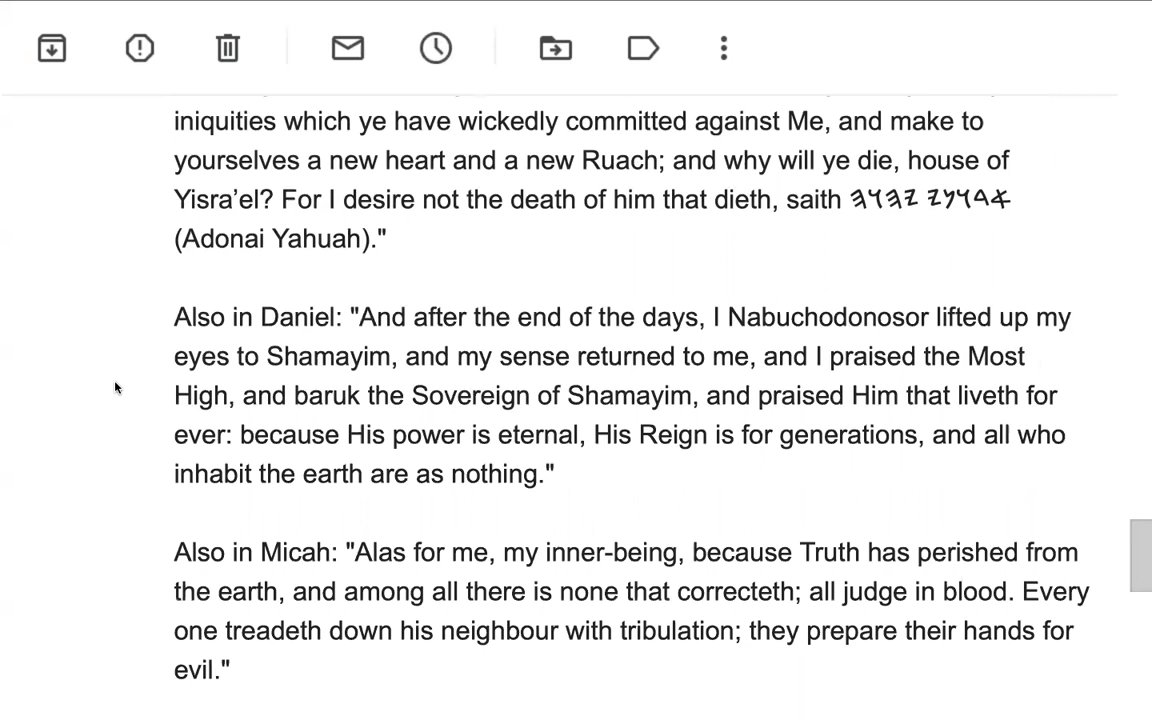 iniquities which ye have wickedly committed against Me, and make to
yourselves a new heart and a new Ruach; and why will ye die, house of
Yisra’el? For I desire not the death of him that dieth, saith 𐤀𐤃𐤅𐤍𐤉 𐤉𐤄𐤅𐤄
(Adonai Yahuah)."
Also in Daniel: "And after the end of the days, I Nabuchodonosor lifted up my
eyes to Shamayim, and my sense returned to me, and I praised the Most
High, and baruk the Sovereign of Shamayim, and praised Him that liveth for
ever: because His power is eternal, His Reign is for generations, and all who
inhabit the earth are as nothing."
Also in Micah: "Alas for me, my inner-being, because Truth has perished from
the earth, and among all there is none that correcteth; all judge in blood. Every
one treadeth down his neighbour with tribulation; they prepare their hands for
evil."